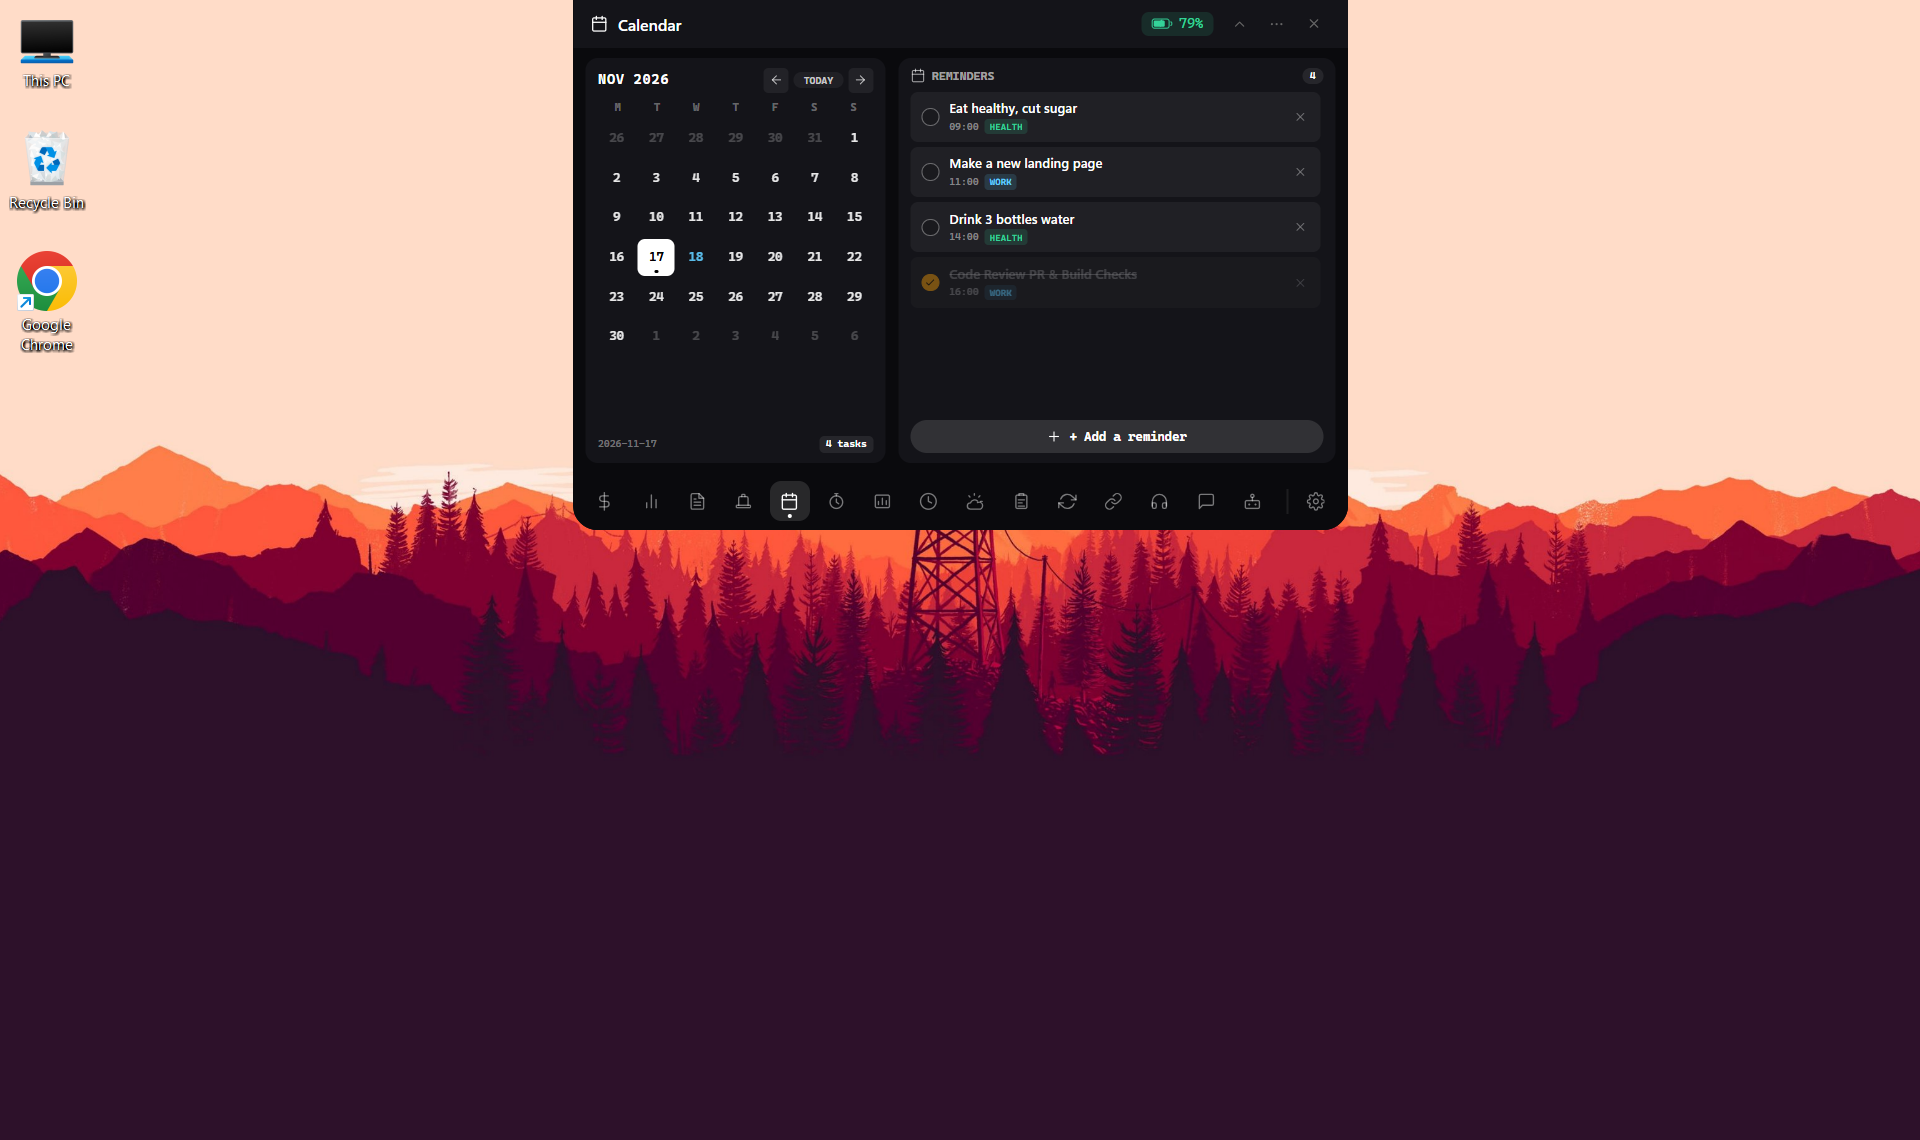 This PC
Recycle Bin
Google
Chrome
Calendar
79%
NOV 2026
TODAY
M T W T F S S
26 27 28 29 30 31 1
2 3 4 5 6 7 8
9 10 11 12 13 14 15
16 17 18 19 20 21 22
23 24 25 26 27 28 29
30 1 2 3 4 5 6
2026-11-17
4 tasks
REMINDERS
4
Eat healthy, cut sugar
09:00 HEALTH
Make a new landing page
11:00 WORK
Drink 3 bottles water
14:00 HEALTH
Code Review PR & Build Checks
16:00 WORK
+ Add a reminder